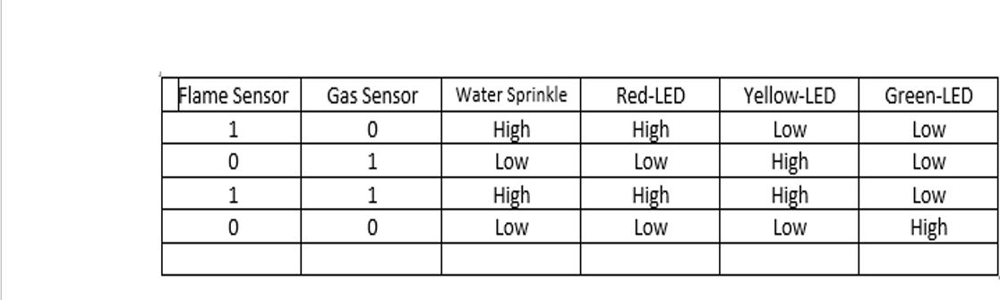 Flame Sensor Gas Sensor Water Sprinkle Red-LED Yellow-LED Green-LED
1 0 High High Low Low
0 1 Low Low High Low
1 1 High High High Low
0 0 Low Low Low High